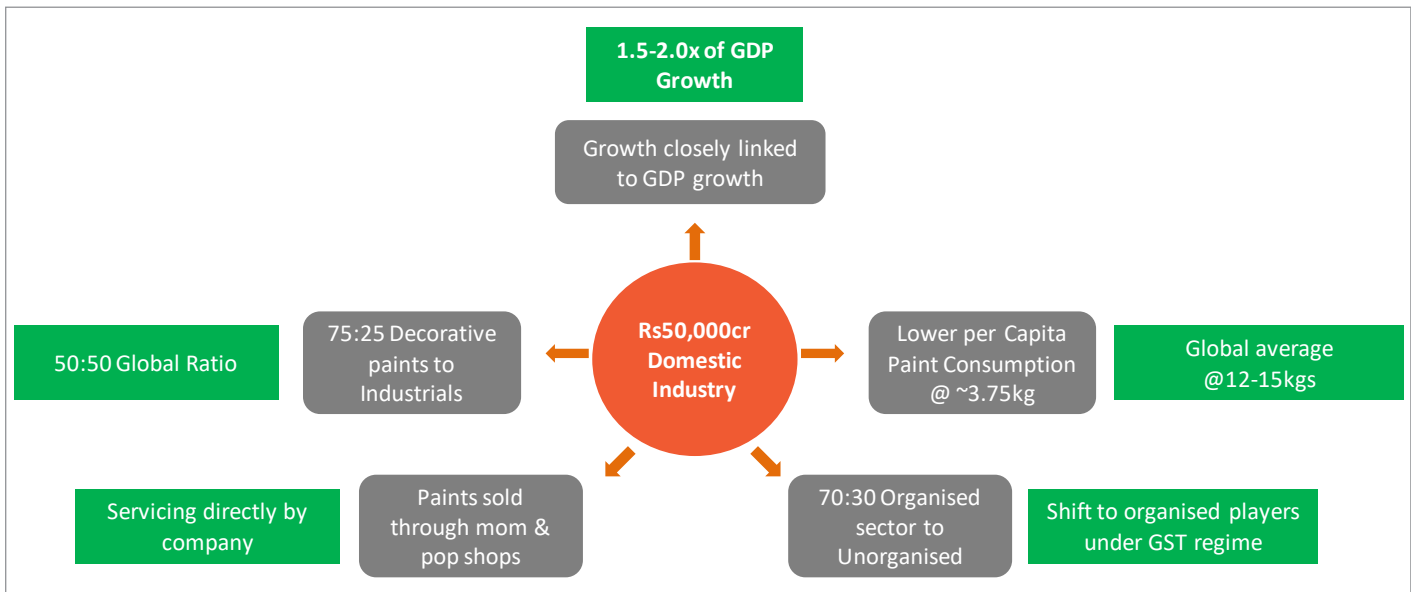 1.5-2.0x of GDP
Growth
Growth closely linked
to GDP growth
50:50 Global Ratio
75:25 Decorative
paints to
Industrials
Rs50,000cr
Domestic
Industry
Lower per Capita
Paint Consumption
@ ~3.75kg
Global average
@12-15kgs
Servicing directly by
company
Paints sold
through mom &
pop shops
70:30 Organised
sector to
Unorganised
Shift to organised players
under GST regime